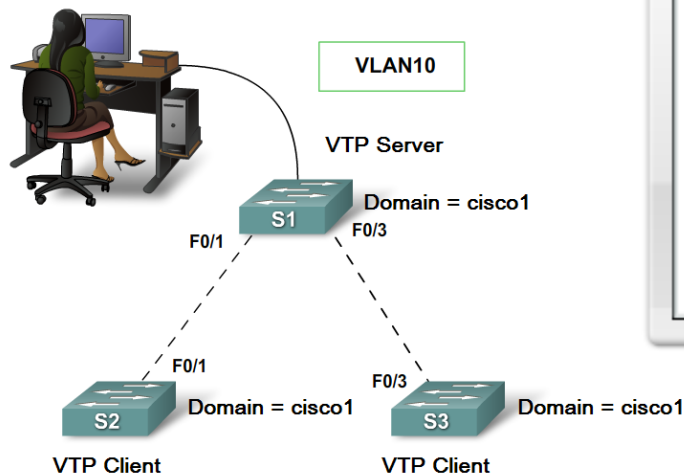 VLAN10
VTP Server
S1
Domain = cisco1
F0/1
F0/3
F0/1
F0/3
S2
Domain = cisco1
S3
Domain = cisco1
VTP Client
VTP Client